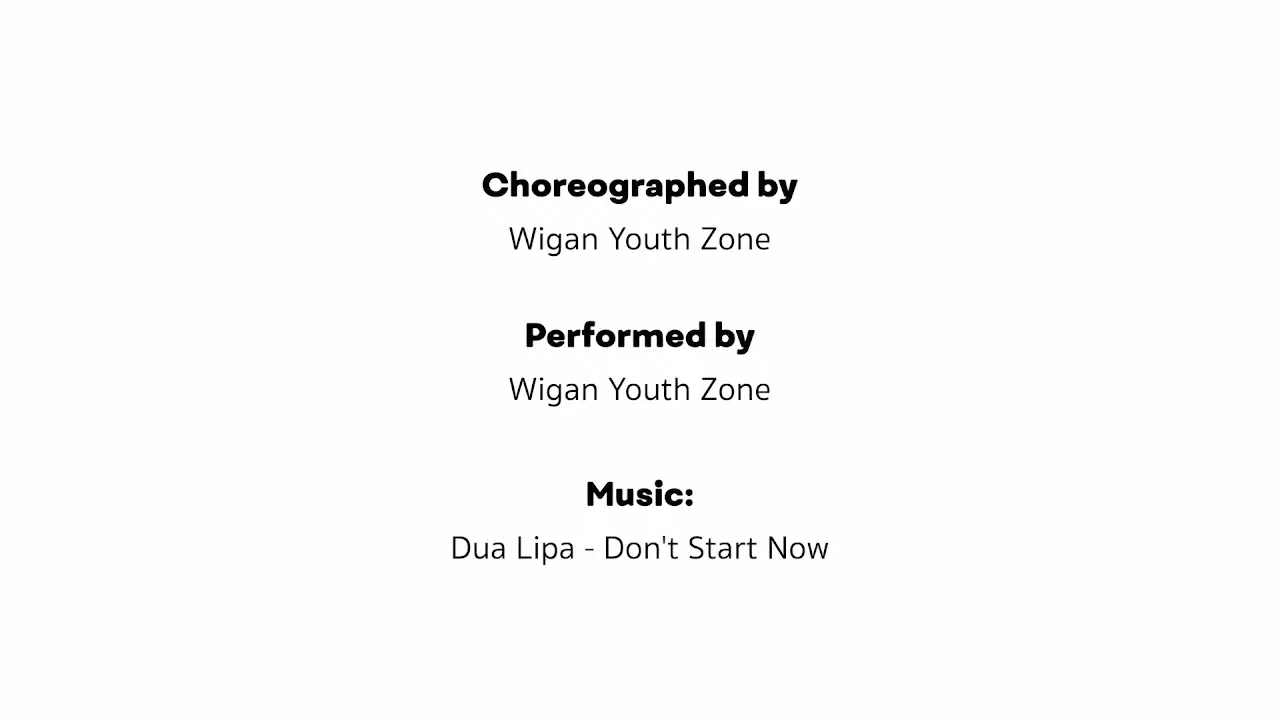 Choreographed by
Wigan Youth Zone
Performed by
Wigan Youth Zone
Music:
Dua Lipa - Don't Start Now